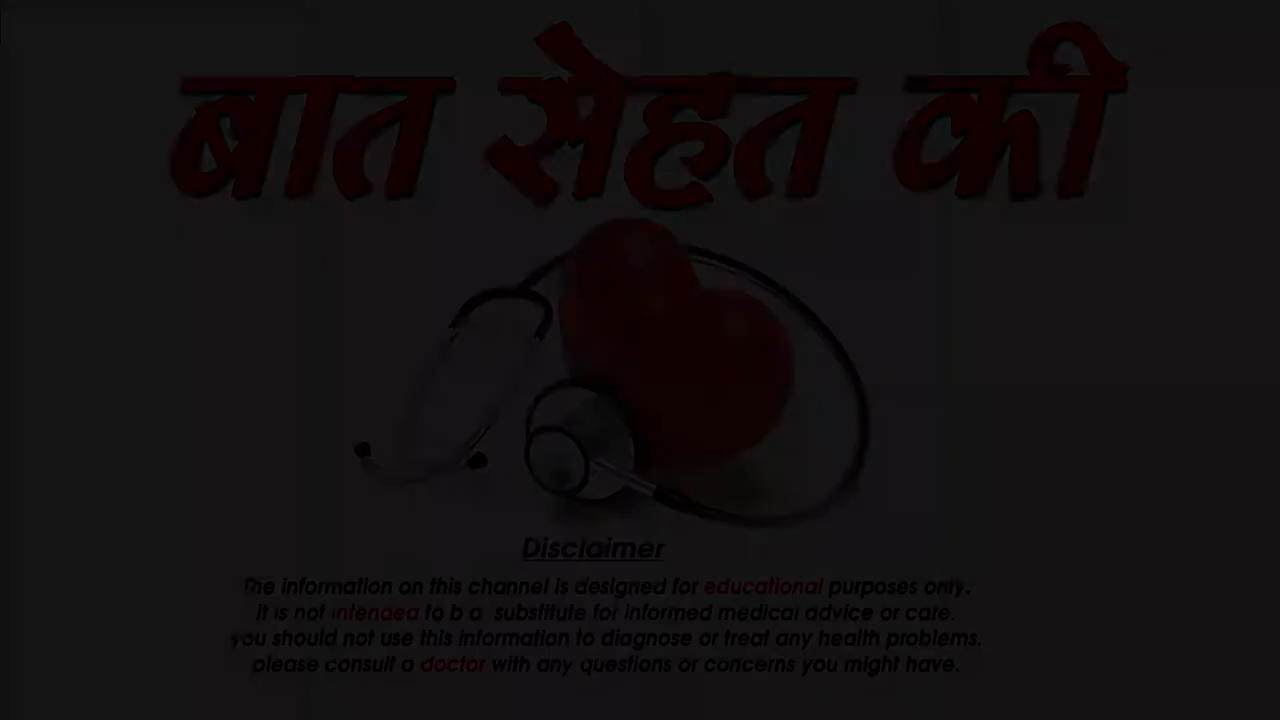 बात सेहत की
Disclaimer
The information on this channel is designed for educational purposes only.
it is not intended to b a substitute for informed medical advice or care.
you should not use this information to diagnose or treat any health problems.
please consult a doctor with any questions or concerns you might have.